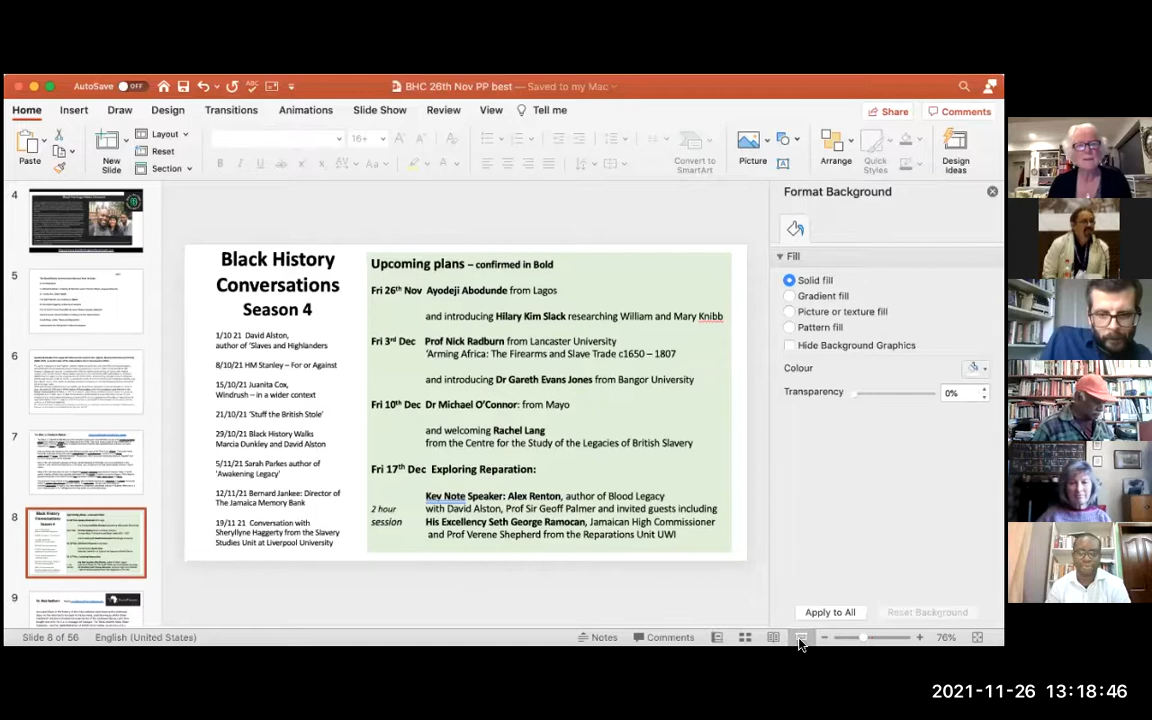 AutoSave OFF
BHC 26th Nov PP best — Saved to my Mac
Home Insert Draw Design Transitions Animations Slide Show Review View Tell me
Share Comments
Paste
New Slide
Layout
Reset
Section
16+
Convert to SmartArt
Picture
Arrange
Quick Styles
Design Ideas
4
5
6
7
8
9
Black History
Conversations
Season 4
1/10 21 David Alston,
author of 'Slaves and Highlanders
8/10/21 HM Stanley – For or Against
15/10/21 Juanita Cox,
Windrush – in a wider context
21/10/21 'Stuff the British Stole'
29/10/21 Black History Walks
Marcia Dunkley and David Alston
5/11/21 Sarah Parkes author of
'Awakening Legacy'
12/11/21 Bernard Jankee: Director of
The Jamaica Memory Bank
19/11 21 Conversation with
Sheryllyne Haggerty from the Slavery
Studies Unit at Liverpool University
Upcoming plans – confirmed in Bold
Fri 26th Nov Ayodeji Abodunde from Lagos
and introducing Hilary Kim Slack researching William and Mary Knibb
Fri 3rd Dec Prof Nick Radburn from Lancaster University
'Arming Africa: The Firearms and Slave Trade c1650 – 1807
and introducing Dr Gareth Evans Jones from Bangor University
Fri 10th Dec Dr Michael O'Connor: from Mayo
and welcoming Rachel Lang
from the Centre for the Study of the Legacies of British Slavery
Fri 17th Dec Exploring Reparation:
Key Note Speaker: Alex Renton, author of Blood Legacy
2 hour with David Alston, Prof Sir Geoff Palmer and invited guests including
session His Excellency Seth George Ramocan, Jamaican High Commissioner
and Prof Verene Shepherd from the Reparations Unit UWI
Format Background
Fill
Solid fill
Gradient fill
Picture or texture fill
Pattern fill
Hide Background Graphics
Colour
Transparency 0%
Apply to All Reset Background
Slide 8 of 56 English (United States) Notes Comments 76%
2021-11-26 13:18:46